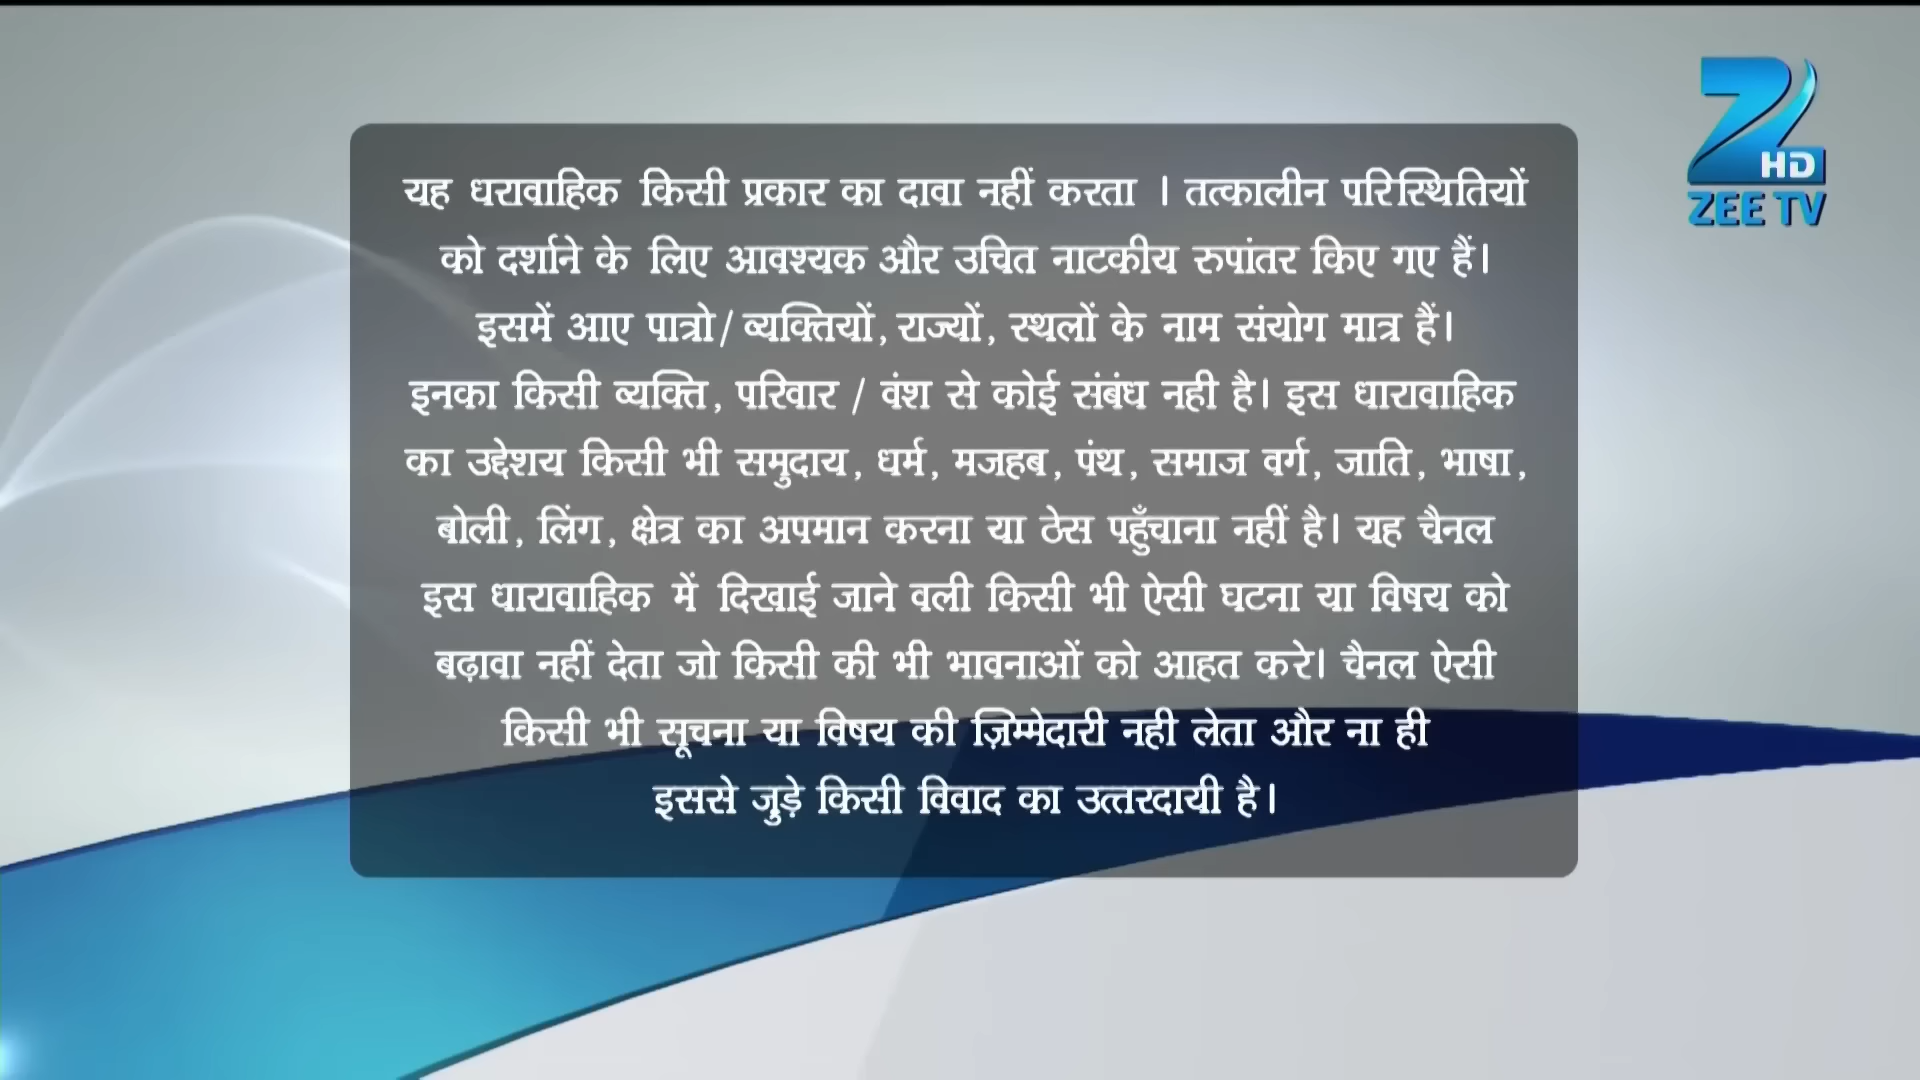 यह धरावाहिक किसी प्रकार का दावा नहीं करता । तत्कालीन परिस्थितियों
को दर्शाने के लिए आवश्यक और उचित नाटकीय रुपांतर किए गए हैं।
इसमें आए पात्रो/ व्यक्तियों, राज्यों, स्थलों के नाम संयोग मात्र हैं।
इनका किसी व्यक्ति, परिवार / वंश से कोई संबंध नही है। इस धारावाहिक
का उद्देशय किसी भी समुदाय, धर्म, मजहब, पंथ, समाज वर्ग, जाति, भाषा,
बोली, लिंग, क्षेत्र का अपमान करना या ठेस पहुँचाना नहीं है। यह चैनल
इस धारावाहिक में दिखाई जाने वली किसी भी ऐसी घटना या विषय को
बढ़ावा नहीं देता जो किसी की भी भावनाओं को आहत करे। चैनल ऐसी
किसी भी सूचना या विषय की ज़िम्मेदारी नही लेता और ना ही
इससे जुड़े किसी विवाद का उत्तरदायी है।
HD
ZEE TV